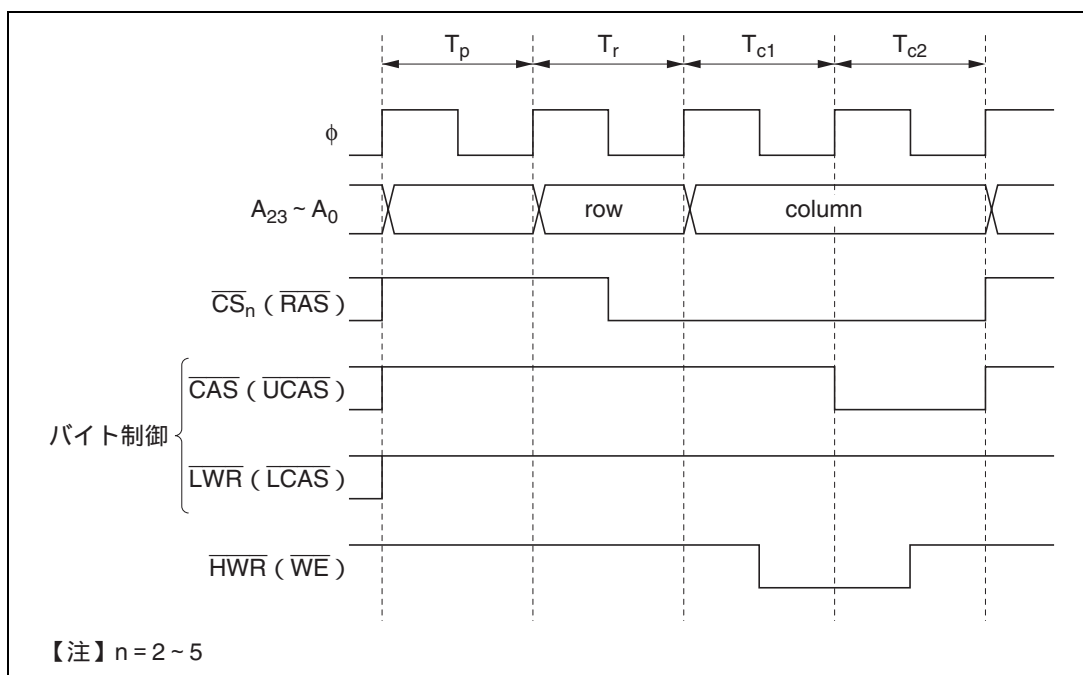 Tp Tr Tc1 Tc2
φ
A23 ~ A0 row column
CSn ( RAS )
CAS ( UCAS )
バイト制御
LWR ( LCAS )
HWR ( WE )
【注】n = 2 ~ 5